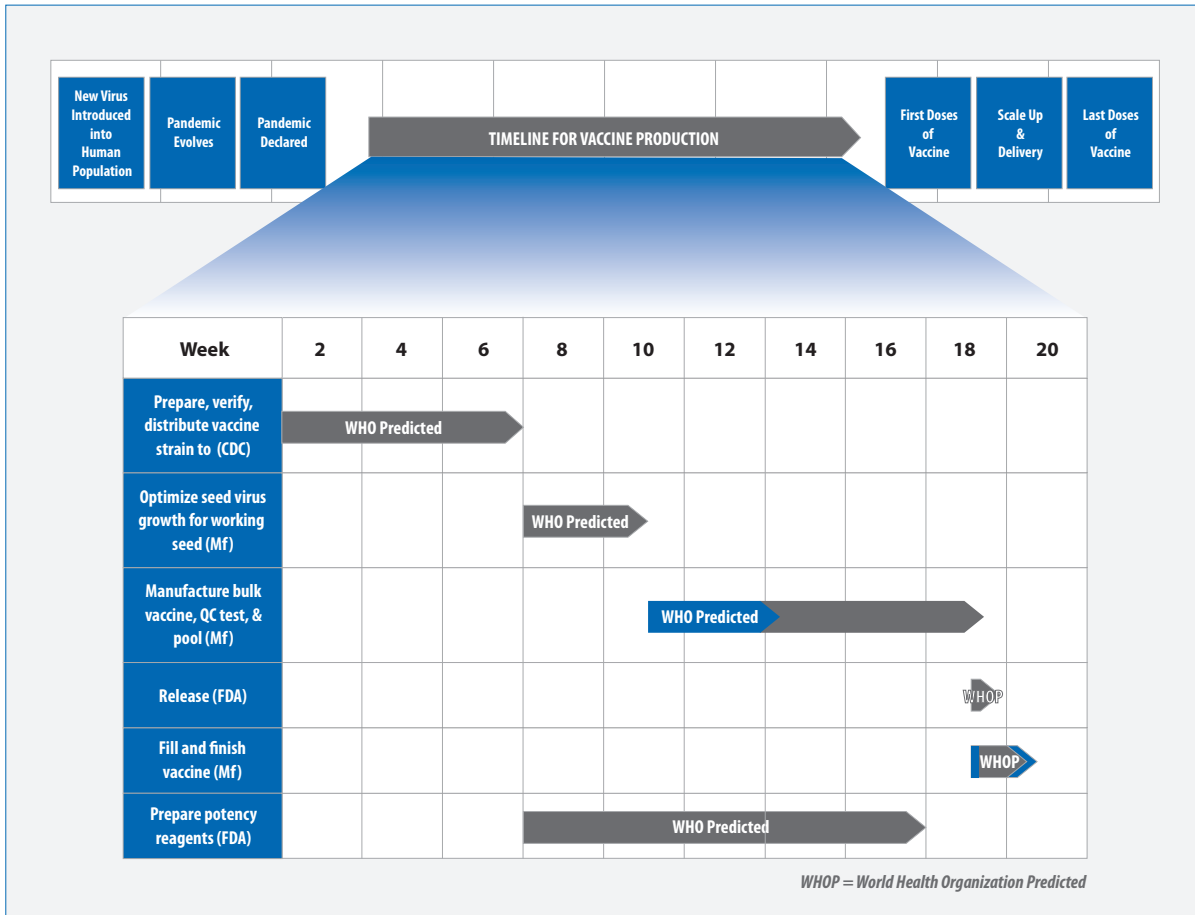 New Virus
Introduced
into
Human
Population
Pandemic
Evolves
Pandemic
Declared
TIMELINE FOR VACCINE PRODUCTION
First Doses
of
Vaccine
Scale Up
&
Delivery
Last Doses
of
Vaccine
Week 2 4 6 8 10 12 14 16 18 20
Prepare, verify,
distribute vaccine
strain to (CDC)
WHO Predicted
Optimize seed virus
growth for working
seed (Mf)
WHO Predicted
Manufacture bulk
vaccine, QC test, &
pool (Mf)
WHO Predicted
Release (FDA)
WHOP
Fill and finish
vaccine (Mf)
WHOP
Prepare potency
reagents (FDA)
WHO Predicted
WHOP = World Health Organization Predicted